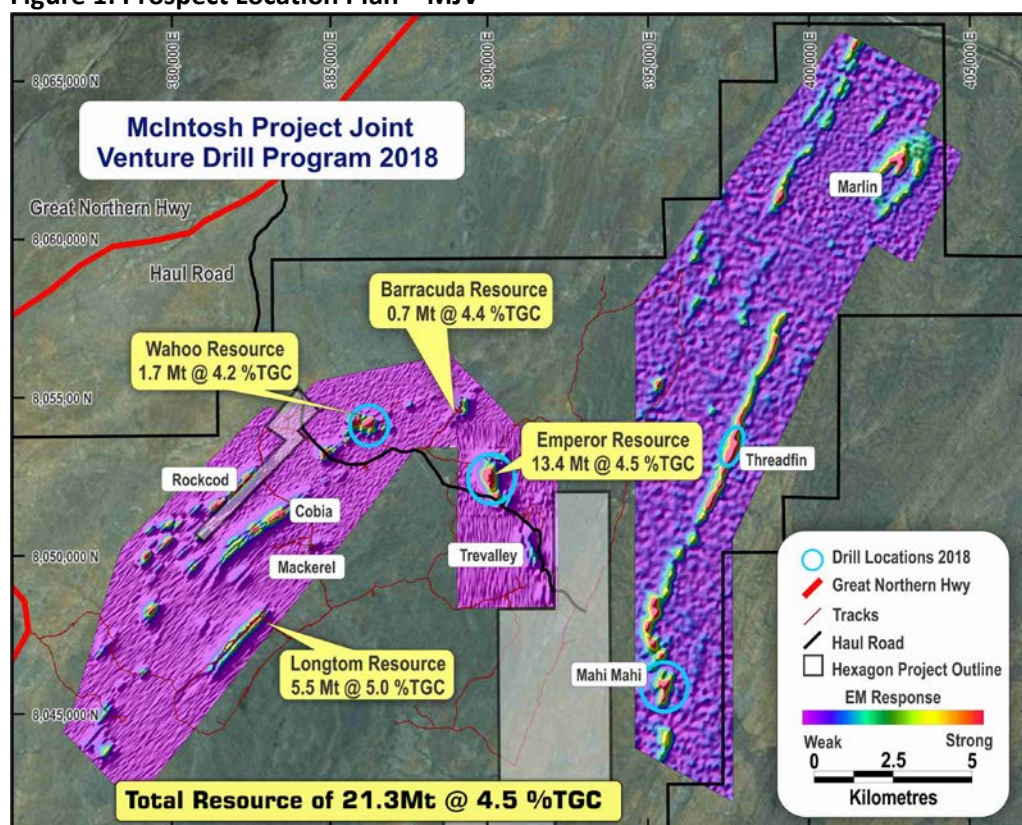 Figure 1: Prospect Location Plan – MJV
380,000 E
385,000 E
390,000 E
395,000 E
400,000 E
405,000 E
8,065,000 N
McIntosh Project Joint
Venture Drill Program 2018
Marlin
Great Northern Hwy
8,060,000 N
Haul Road
Barracuda Resource
0.7 Mt @ 4.4 %TGC
Wahoo Resource
1.7 Mt @ 4.2 %TGC
8,055,00 N
Emperor Resource
13.4 Mt @ 4.5 %TGC
Threadfin
Rockcod
Cobia
8,050,000 N
Trevalley
Mackerel
Longtom Resource
5.5 Mt @ 5.0 %TGC
Mahi Mahi
8,045,000 N
Drill Locations 2018
Great Northern Hwy
Tracks
Haul Road
Hexagon Project Outline
EM Response
Weak
Strong
0
2.5
5
Kilometres
Total Resource of 21.3Mt @ 4.5 %TGC